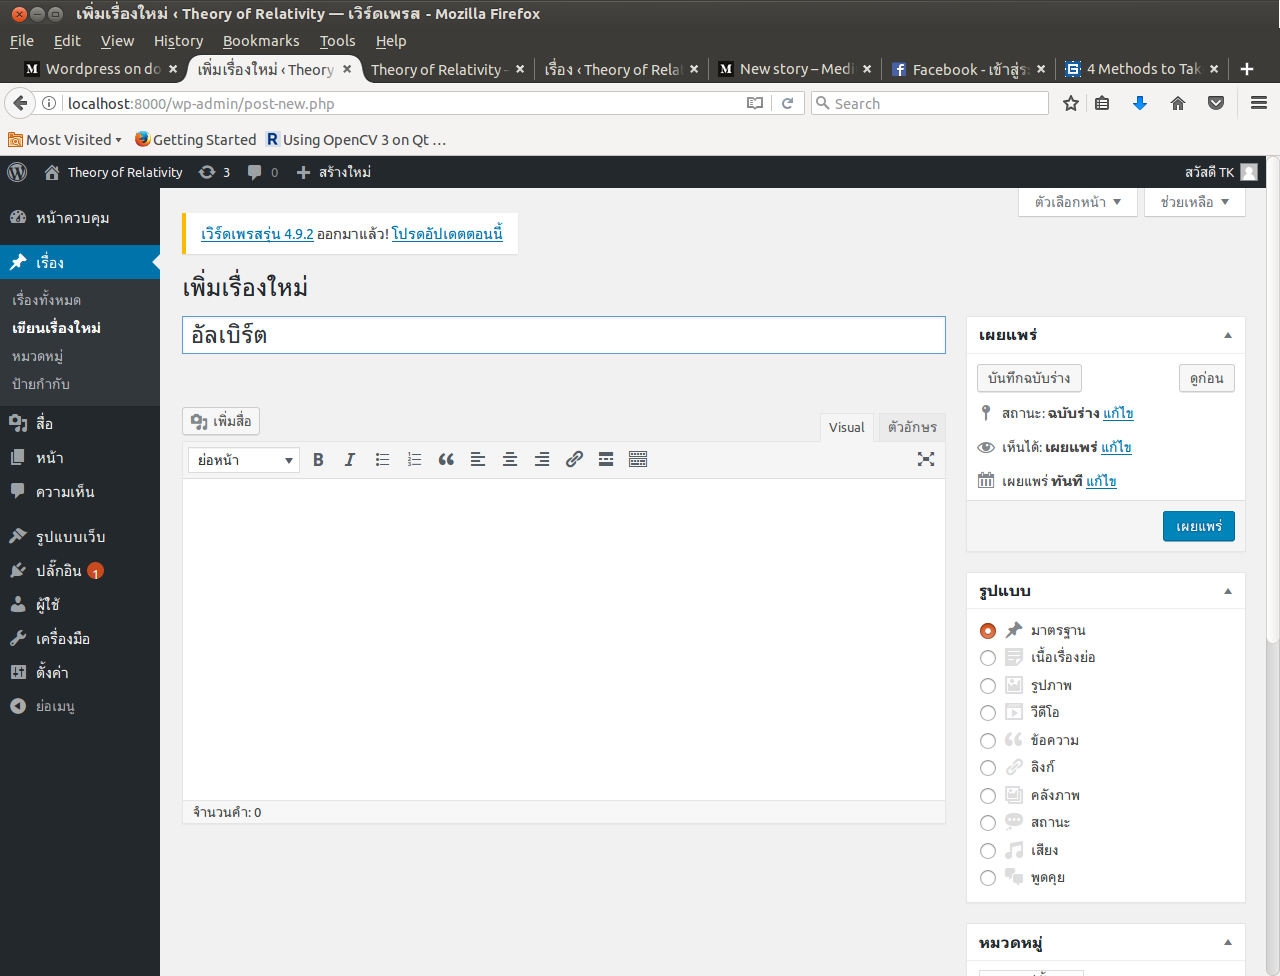 เพิ่มเรื่องใหม่ ‹ Theory of Relativity — เวิร์ดเพรส - Mozilla Firefox
File Edit View History Bookmarks Tools Help
Wordpress on do
เพิ่มเรื่องใหม่ ‹ Theory
Theory of Relativity -
เรื่อง ‹ Theory of Rela
New story – Medi
Facebook - เข้าสู่ระ
4 Methods to Tak
localhost:8000/wp-admin/post-new.php
Search
Most Visited
Getting Started
Using OpenCV 3 on Qt ...
Theory of Relativity 3 0 สร้างใหม่ สวัสดี TK
ตัวเลือกหน้า ช่วยเหลือ
หน้าควบคุม
เรื่อง
เรื่องทั้งหมด
เขียนเรื่องใหม่
หมวดหมู่
ป้ายกำกับ
สื่อ
หน้า
ความเห็น
รูปแบบเว็บ
ปลั๊กอิน 1
ผู้ใช้
เครื่องมือ
ตั้งค่า
ย่อเมนู
เวิร์ดเพรสรุ่น 4.9.2 ออกมาแล้ว! โปรดอัปเดตตอนนี้
เพิ่มเรื่องใหม่
อัลเบิร์ต
เพิ่มสื่อ
Visual ตัวอักษร
ย่อหน้า B I
จำนวนคำ: 0
เผยแพร่
บันทึกฉบับร่าง ดูก่อน
สถานะ: ฉบับร่าง แก้ไข
เห็นได้: เผยแพร่ แก้ไข
เผยแพร่ ทันที แก้ไข
เผยแพร่
รูปแบบ
มาตรฐาน
เนื้อเรื่องย่อ
รูปภาพ
วีดีโอ
ข้อความ
ลิงก์
คลังภาพ
สถานะ
เสียง
พูดคุย
หมวดหมู่